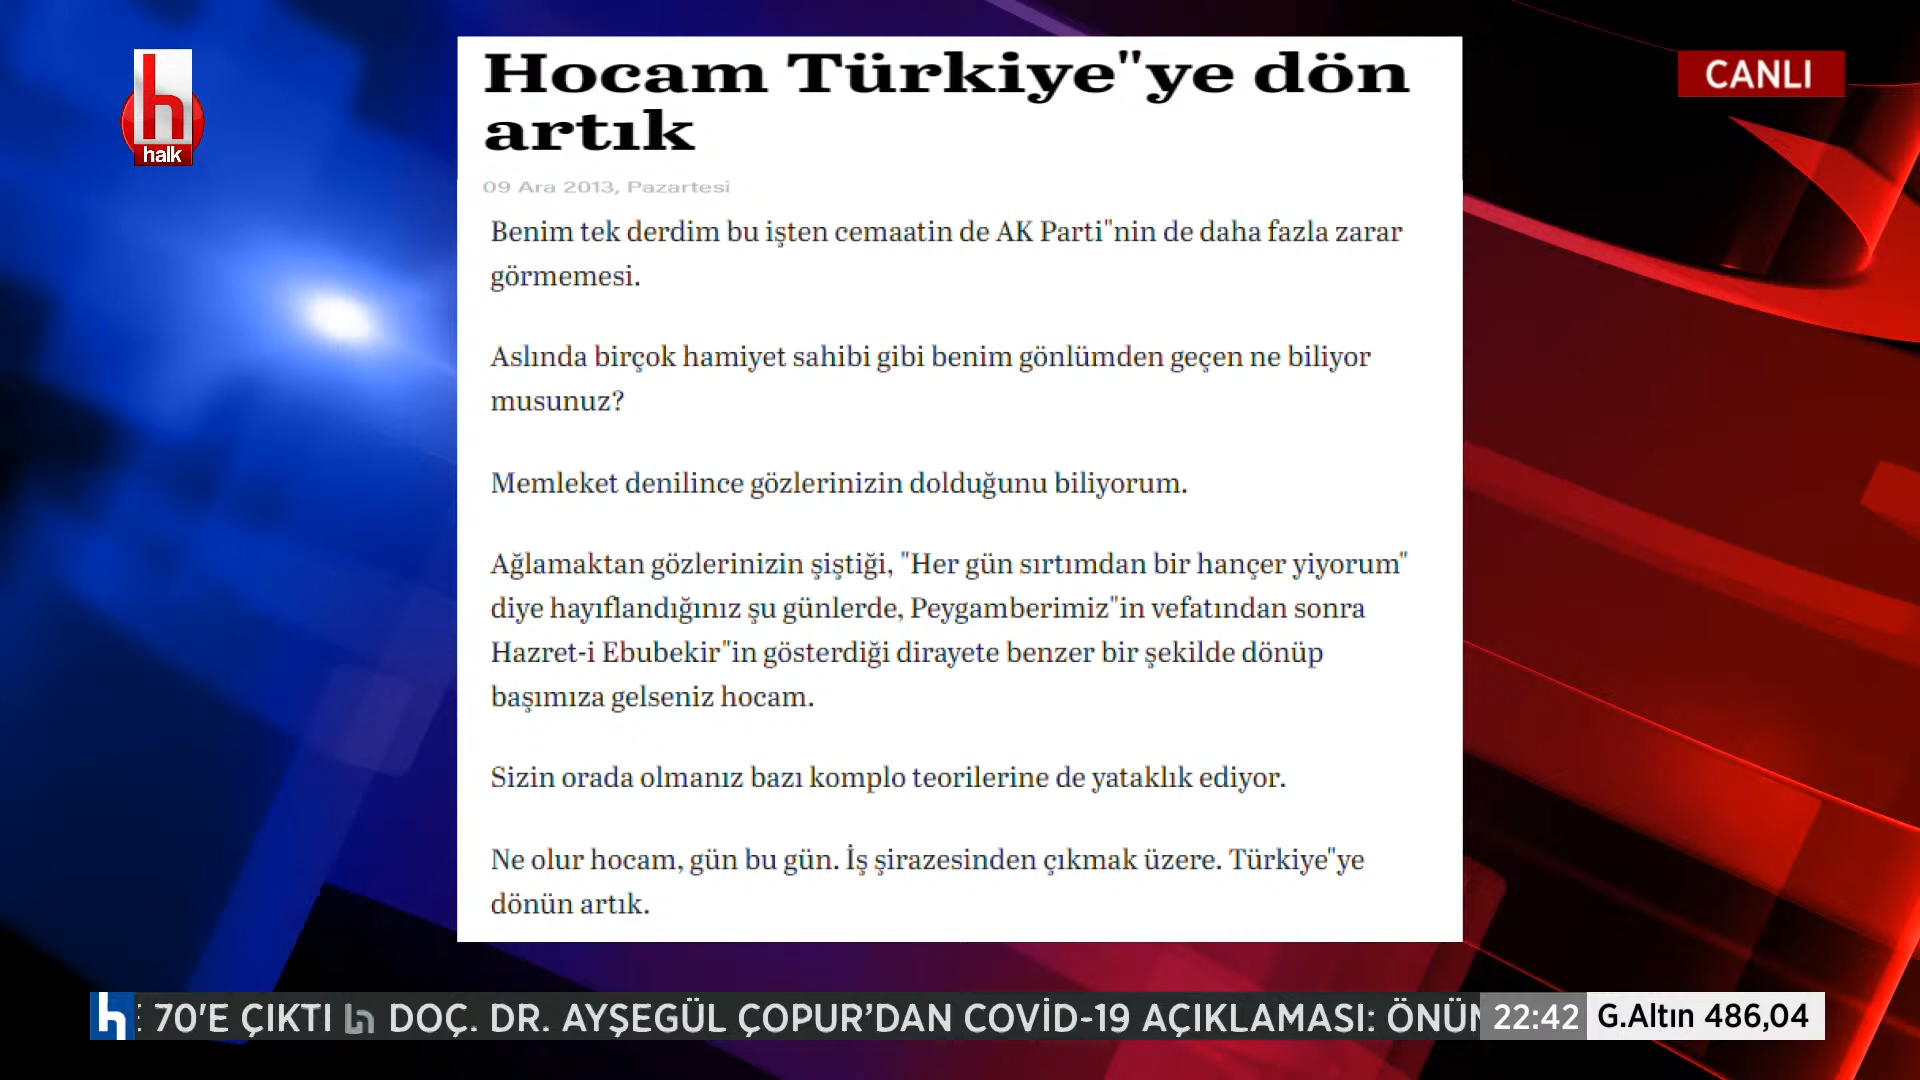 h
halk
CANLI
Hocam Türkiye"ye dön
artık
09 Ara 2013, Pazartesi
Benim tek derdim bu işten cemaatin de AK Parti"nin de daha fazla zarar
görmemesi.
Aslında birçok hamiyet sahibi gibi benim gönlümden geçen ne biliyor
musunuz?
Memleket denilince gözlerinizin dolduğunu biliyorum.
Ağlamaktan gözlerinizin şiştiği, "Her gün sırtımdan bir hançer yiyorum"
diye hayıflandığınız şu günlerde, Peygamberimiz"in vefatından sonra
Hazret-i Ebubekir"in gösterdiği dirayete benzer bir şekilde dönüp
başımıza gelseniz hocam.
Sizin orada olmanız bazı komplo teorilerine de yataklık ediyor.
Ne olur hocam, gün bu gün. İş şirazesinden çıkmak üzere. Türkiye"ye
dönün artık.
h 70'E ÇIKTI h DOÇ. DR. AYŞEGÜL ÇOPUR'DAN COVİD-19 AÇIKLAMASI: 22:42 G.Altın 486,04